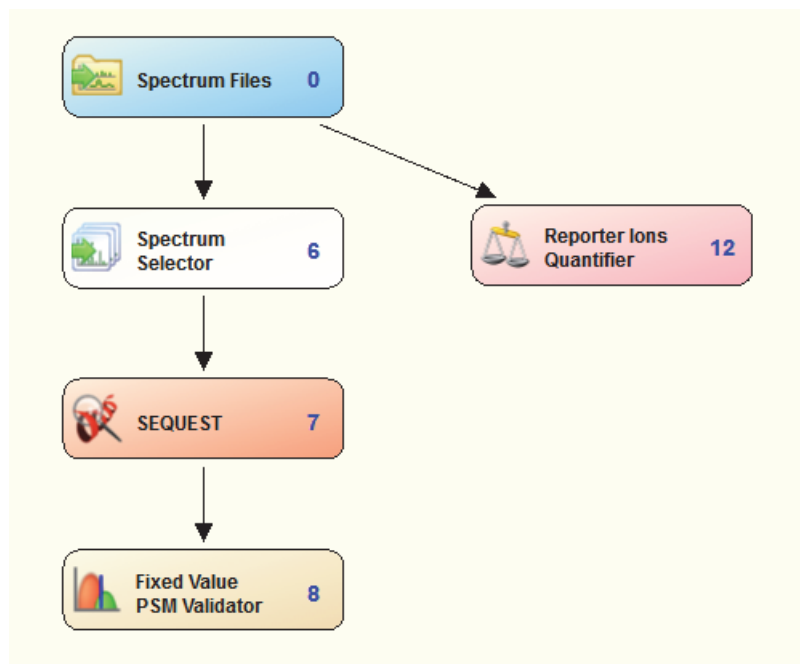 Spectrum Files 0
Spectrum
Selector 6
Reporter Ions
Quantifier 12
SEQUEST 7
Fixed Value
PSM Validator 8